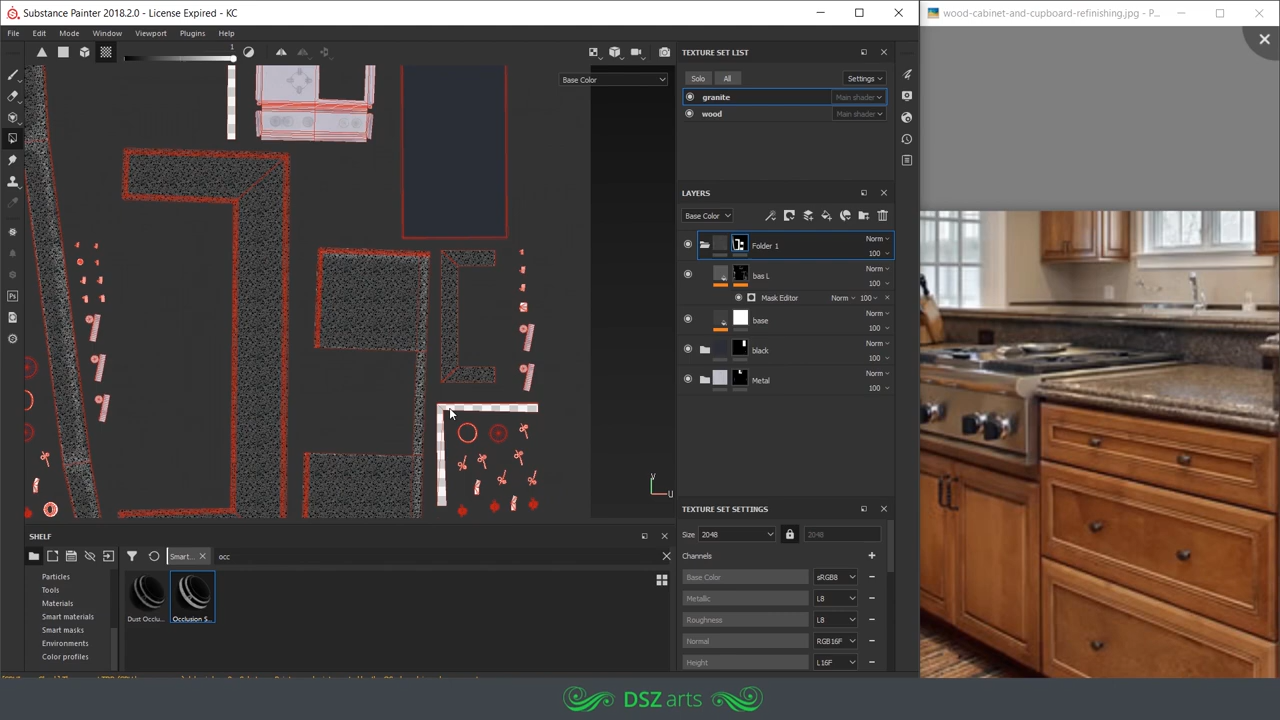 Substance Painter 2018.2.0 - License Expired - KC
wood-cabinet-and-cupboard-refinishing.jpg - P...
File Edit Mode Window Viewport Plugins Help
1
Base Color
TEXTURE SET LIST
Solo All Settings
granite Main shader
wood Main shader
LAYERS
Base Color
Folder 1 Norm
100
bas L Norm
100
Mask Editor Norm 100
base Norm
100
black Norm
100
Metal Norm
100
V
U
TEXTURE SET SETTINGS
Size 2048 2048
Channels
Base Color sRGB8
Metallic L8
Roughness L8
Normal RGB16F
Height L16F
SHELF
Smart... occ
Particles
Tools
Materials
Smart materials
Smart masks
Environments
Color profiles
Dust Occlu... Occlusion S...
Ps
DSZ arts